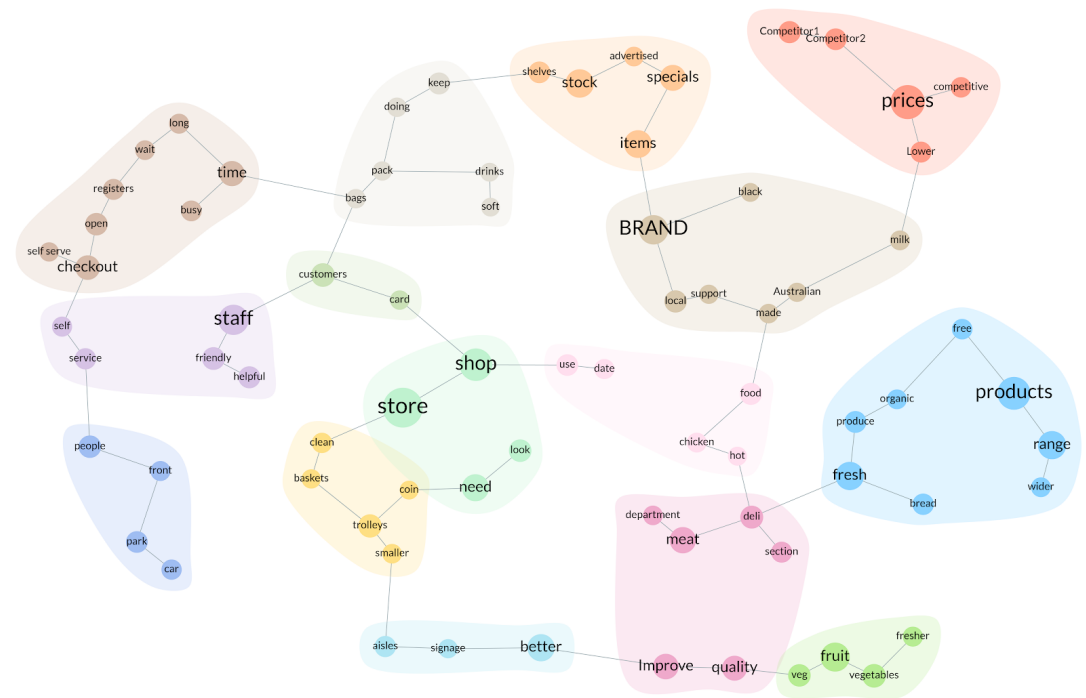 Competitor1
Competitor2
prices
competitive
Lower
shelves
stock
advertised
specials
items
keep
doing
pack
drinks
soft
bags
long
wait
time
registers
busy
open
self serve
checkout
BRAND
black
milk
local
support
Australian
made
customers
card
self
service
staff
friendly
helpful
shop
store
look
need
use
date
food
chicken
hot
free
products
organic
produce
range
fresh
wider
bread
people
front
park
car
clean
baskets
coin
trolleys
smaller
department
meat
deli
section
Improve
quality
aisles
signage
better
fruit
fresher
veg
vegetables